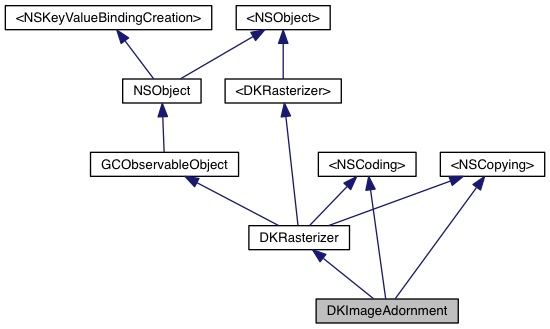 <NSKeyValueBindingCreation>
<NSObject>
NSObject
<DKRasterizer>
GCObservableObject
<NSCoding>
<NSCopying>
DKRasterizer
DKImageAdornment